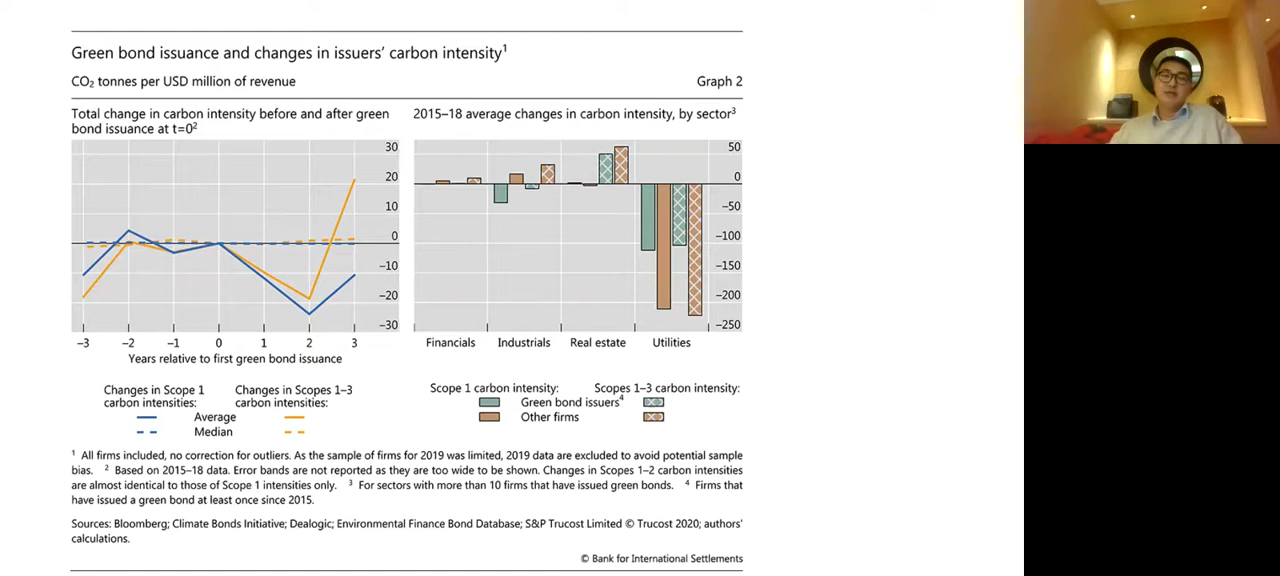 Green bond issuance and changes in issuers’ carbon intensity¹
CO₂ tonnes per USD million of revenue
Graph 2
Total change in carbon intensity before and after green
bond issuance at t=0²
30
20
10
0
–10
–20
–30
–3 –2 –1 0 1 2 3
Years relative to first green bond issuance
Changes in Scope 1
carbon intensities:
Changes in Scopes 1–3
carbon intensities:
Average
Median
2015–18 average changes in carbon intensity, by sector³
50
0
–50
–100
–150
–200
–250
Financials Industrials Real estate Utilities
Scope 1 carbon intensity: Scopes 1–3 carbon intensity:
Green bond issuers⁴
Other firms
¹ All firms included, no correction for outliers. As the sample of firms for 2019 was limited, 2019 data are excluded to avoid potential sample
bias. ² Based on 2015–18 data. Error bands are not reported as they are too wide to be shown. Changes in Scopes 1–2 carbon intensities
are almost identical to those of Scope 1 intensities only. ³ For sectors with more than 10 firms that have issued green bonds. ⁴ Firms that
have issued a green bond at least once since 2015.
Sources: Bloomberg; Climate Bonds Initiative; Dealogic; Environmental Finance Bond Database; S&P Trucost Limited © Trucost 2020; authors’
calculations.
© Bank for International Settlements